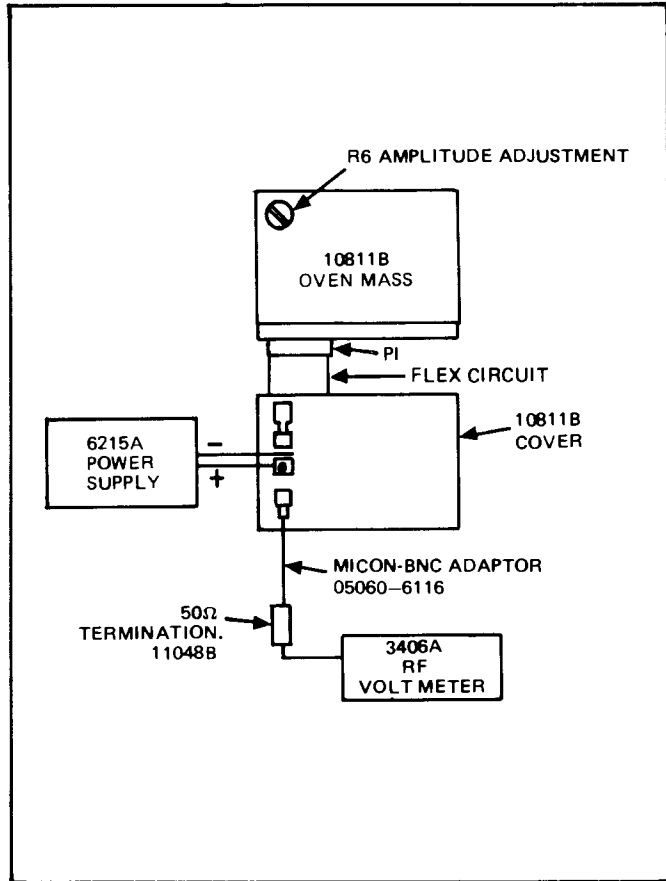 R6 AMPLITUDE ADJUSTMENT
10811B
OVEN MASS
PI
FLEX CIRCUIT
10811B
COVER
6215A
POWER
SUPPLY
−
+
MICON-BNC ADAPTOR
05060–6116
50Ω
TERMINATION.
11048B
3406A
RF
VOLT METER